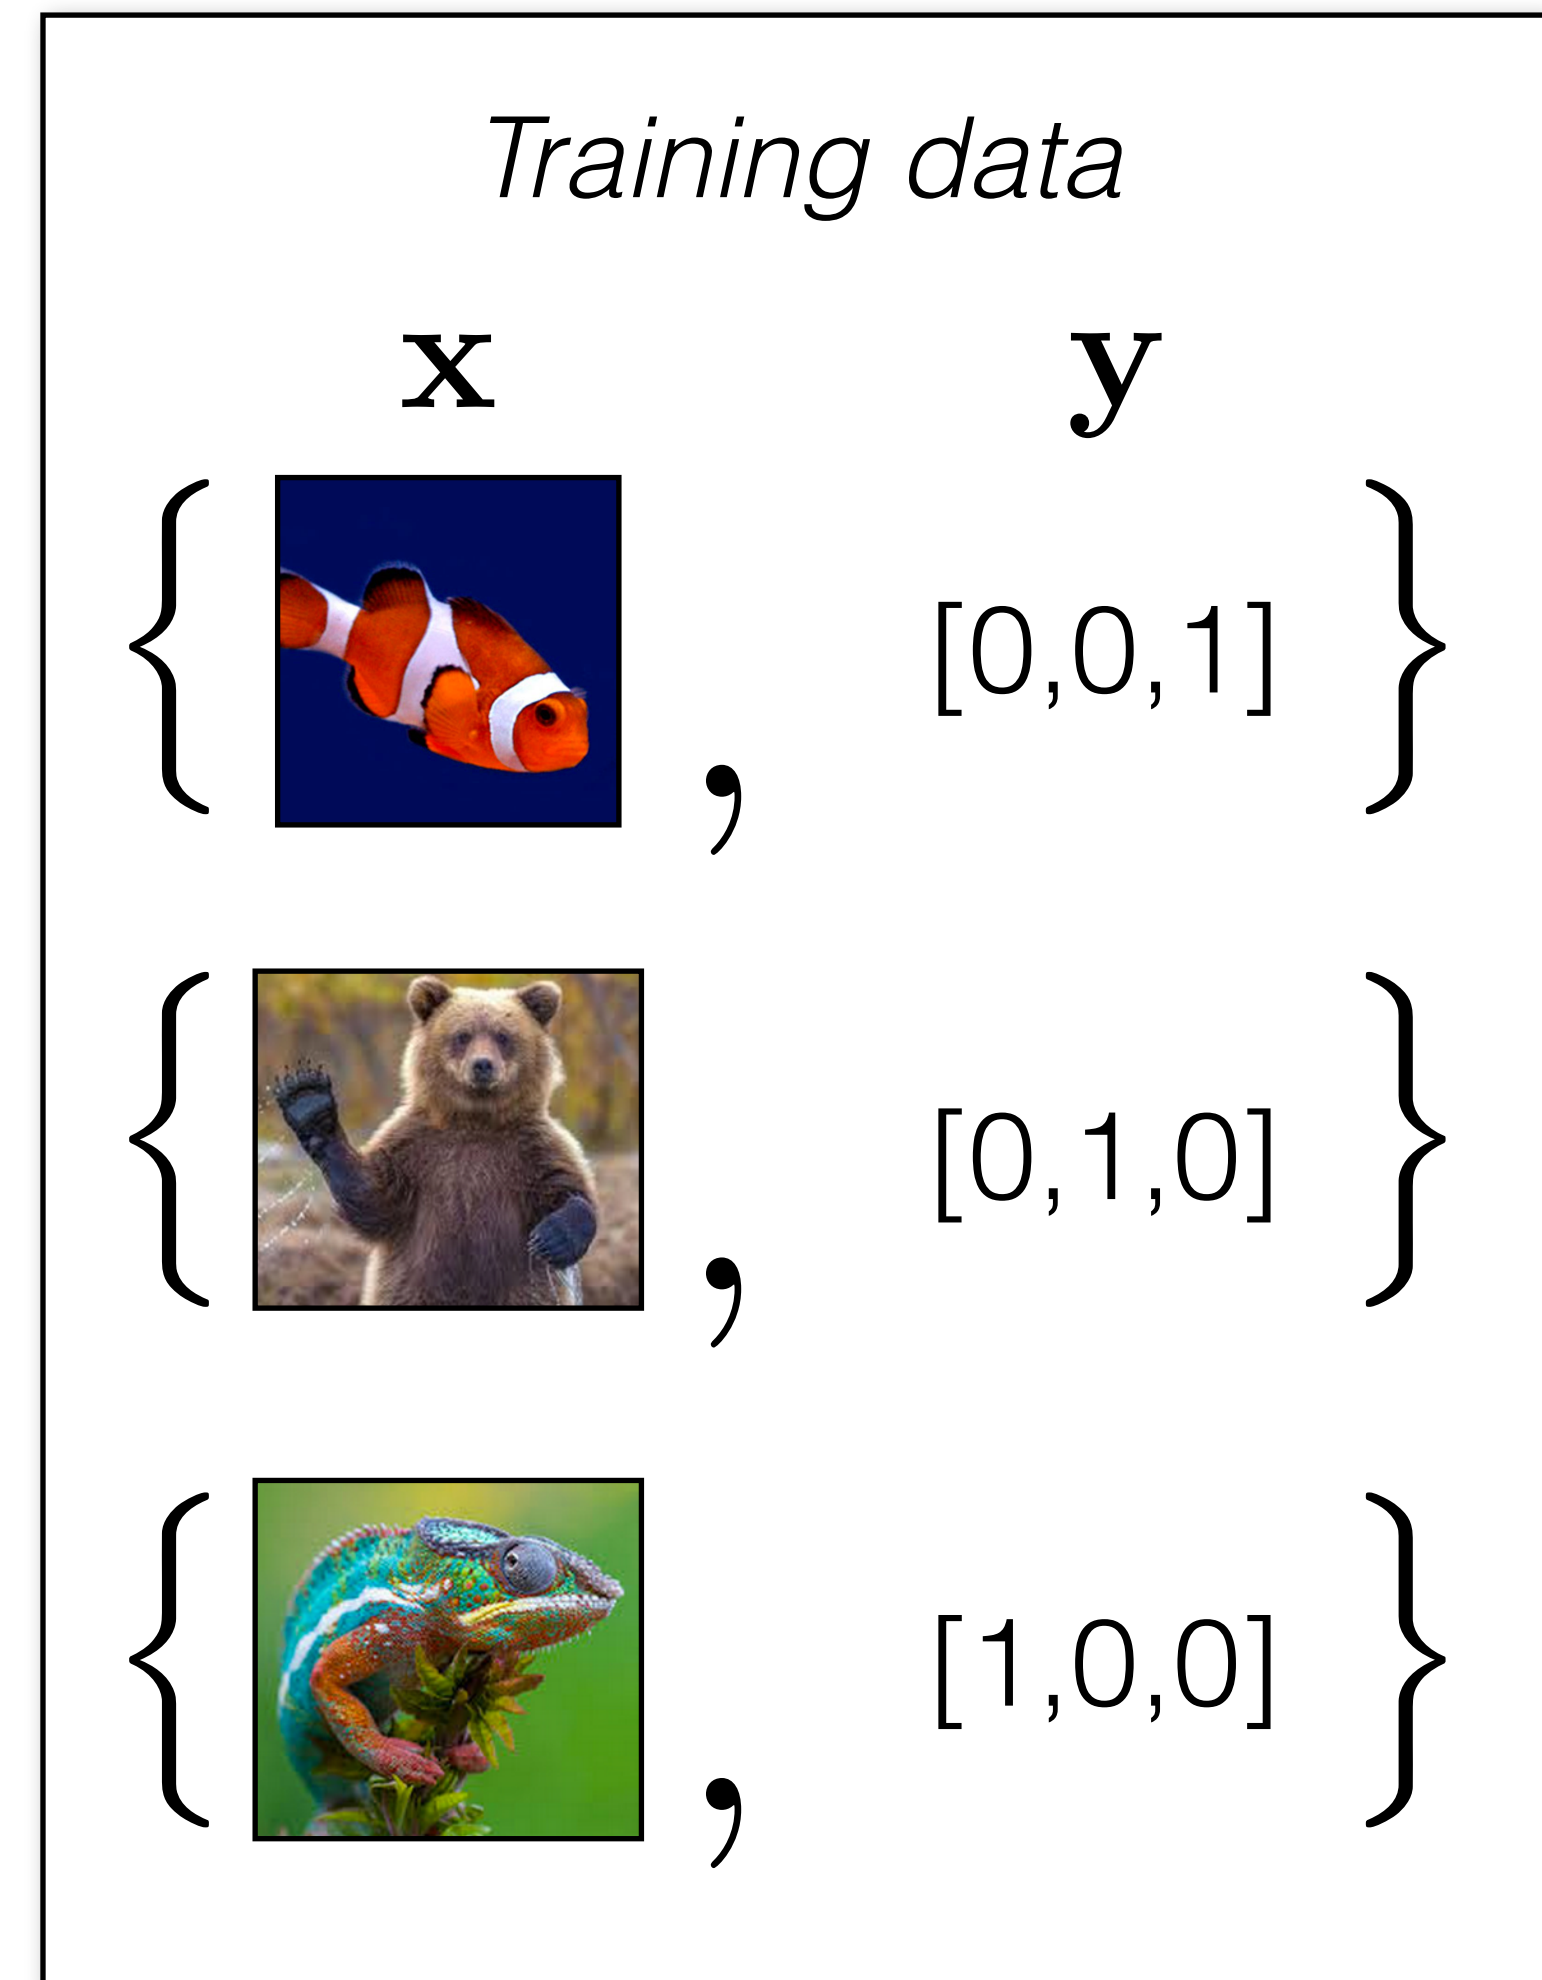 Training data
x y
{ , [0,0,1] }
{ , [0,1,0] }
{ , [1,0,0] }